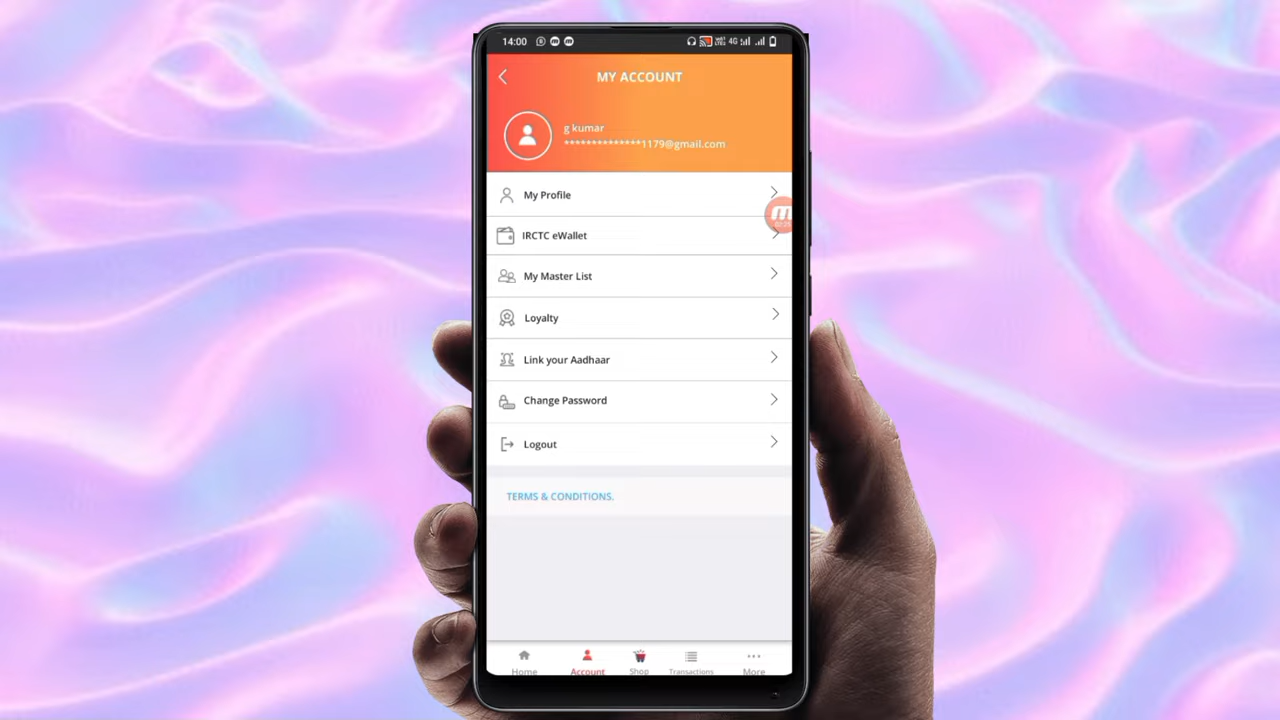 14:00
4G
MY ACCOUNT
g kumar
**************1179@gmail.com
My Profile
IRCTC eWallet
My Master List
Loyalty
Link your Aadhaar
Change Password
Logout
TERMS & CONDITIONS.
Home
Account
Shop
Transactions
More